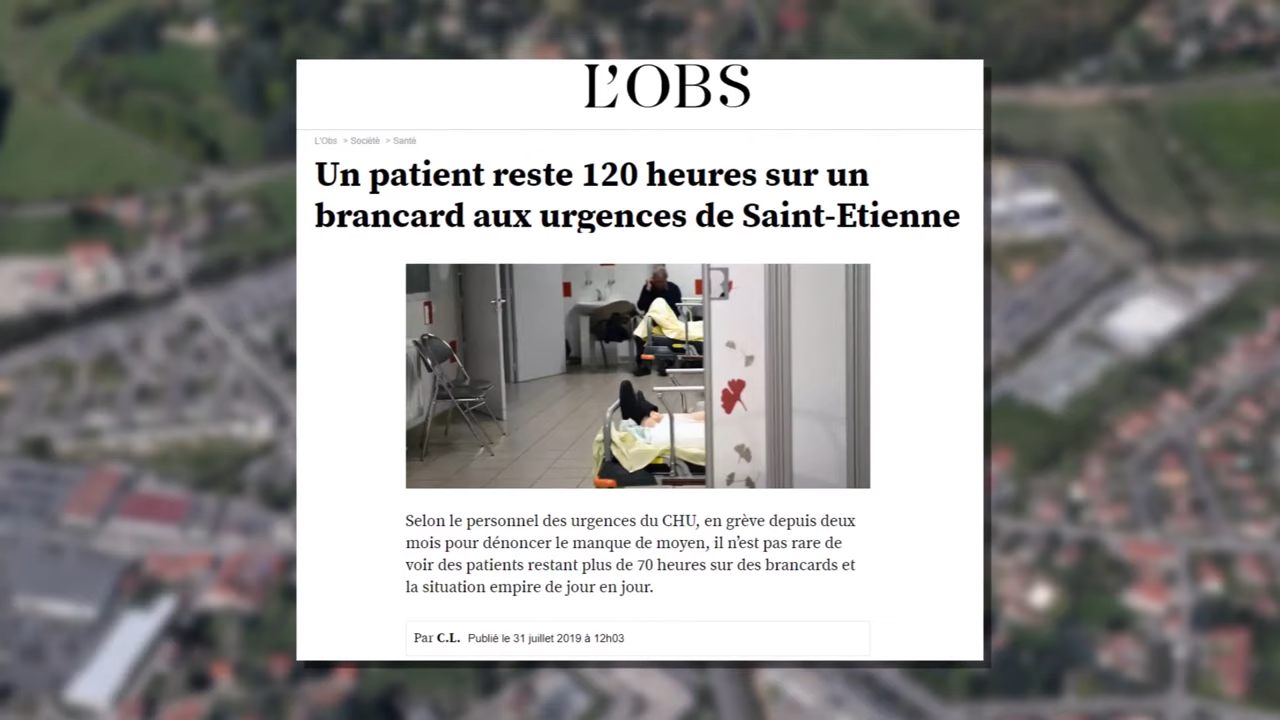 L'OBS
L'Obs > Société > Santé
Un patient reste 120 heures sur un
brancard aux urgences de Saint-Etienne
Selon le personnel des urgences du CHU, en grève depuis deux
mois pour dénoncer le manque de moyen, il n’est pas rare de
voir des patients restant plus de 70 heures sur des brancards et
la situation empire de jour en jour.
Par C.L. Publié le 31 juillet 2019 à 12h03